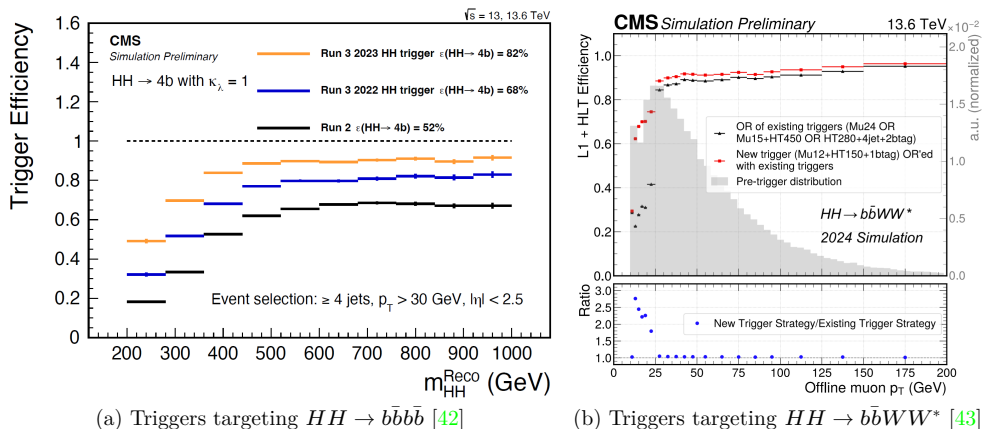 √s = 13, 13.6 TeV
CMS
Simulation Preliminary
HH → 4b with κλ = 1
Run 3 2023 HH trigger ε(HH→ 4b) = 82%
Run 3 2022 HH trigger ε(HH→ 4b) = 68%
Run 2 ε(HH→ 4b) = 52%
Event selection: ≥ 4 jets, pT > 30 GeV, |η| < 2.5
Trigger Efficiency
1.6
1.4
1.2
1
0.8
0.6
0.4
0.2
0
200 300 400 500 600 700 800 900 1000
m_HH^Reco (GeV)
(a) Triggers targeting HH → bb̄bb̄ [42]
CMS Simulation Preliminary 13.6 TeV
×10⁻²
L1 + HLT Efficiency
1.0
0.8
0.6
0.4
0.2
0.0
a.u. (normalized)
2.0
1.5
1.0
0.5
0.0
OR of existing triggers (Mu24 OR
Mu15+HT450 OR HT280+4jet+2btag)
New trigger (Mu12+HT150+1btag) OR'ed
with existing triggers
Pre-trigger distribution
HH→bb̄WW*
2024 Simulation
Ratio
3.0
2.5
2.0
1.5
1.0
New Trigger Strategy/Existing Trigger Strategy
0 25 50 75 100 125 150 175 200
Offline muon pT (GeV)
(b) Triggers targeting HH → bb̄WW* [43]